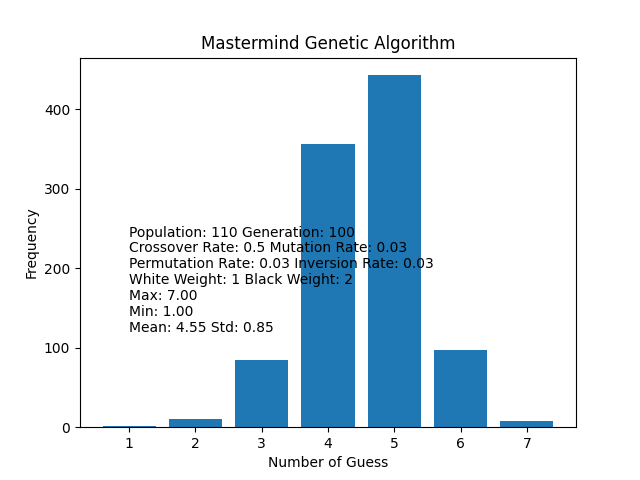 Mastermind Genetic Algorithm
400
300
200
100
0
Frequency
Population: 110 Generation: 100
Crossover Rate: 0.5 Mutation Rate: 0.03
Permutation Rate: 0.03 Inversion Rate: 0.03
White Weight: 1 Black Weight: 2
Max: 7.00
Min: 1.00
Mean: 4.55 Std: 0.85
1 2 3 4 5 6 7
Number of Guess